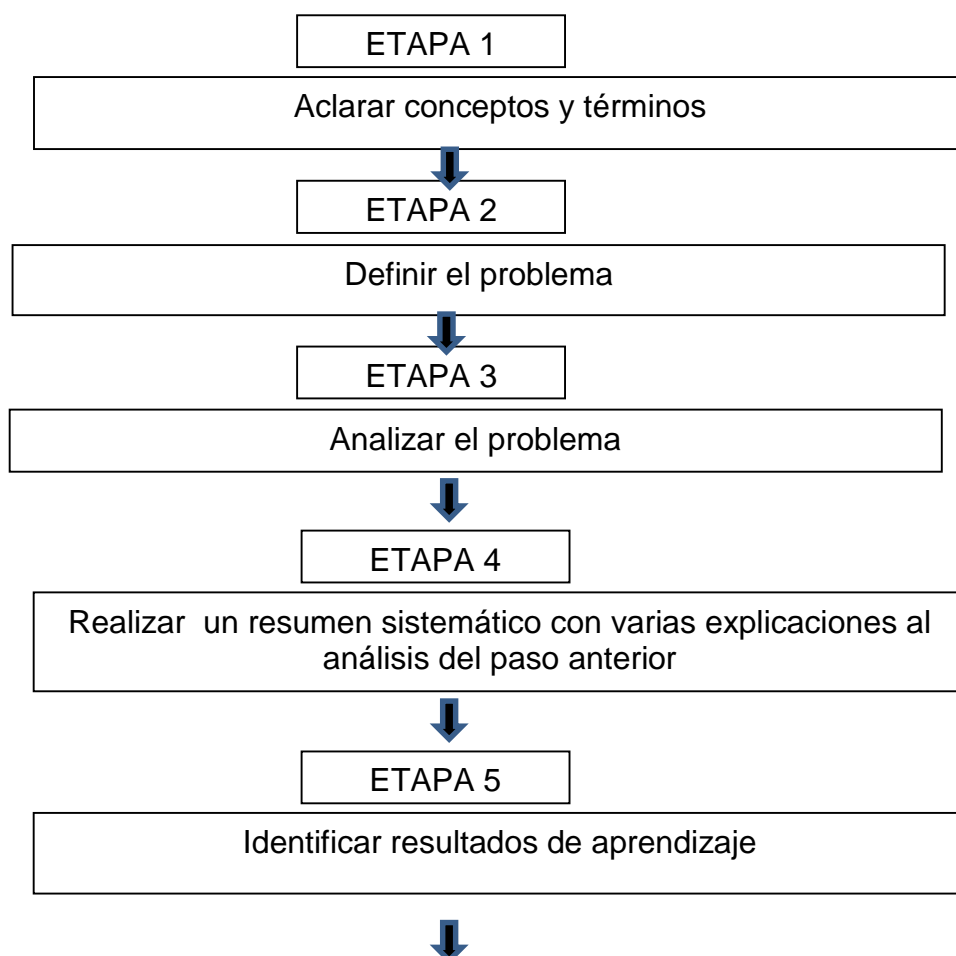 ETAPA 1
Aclarar conceptos y términos
ETAPA 2
Definir el problema
ETAPA 3
Analizar el problema
ETAPA 4
Realizar  un resumen sistemático con varias explicaciones al
análisis del paso anterior
ETAPA 5
Identificar resultados de aprendizaje